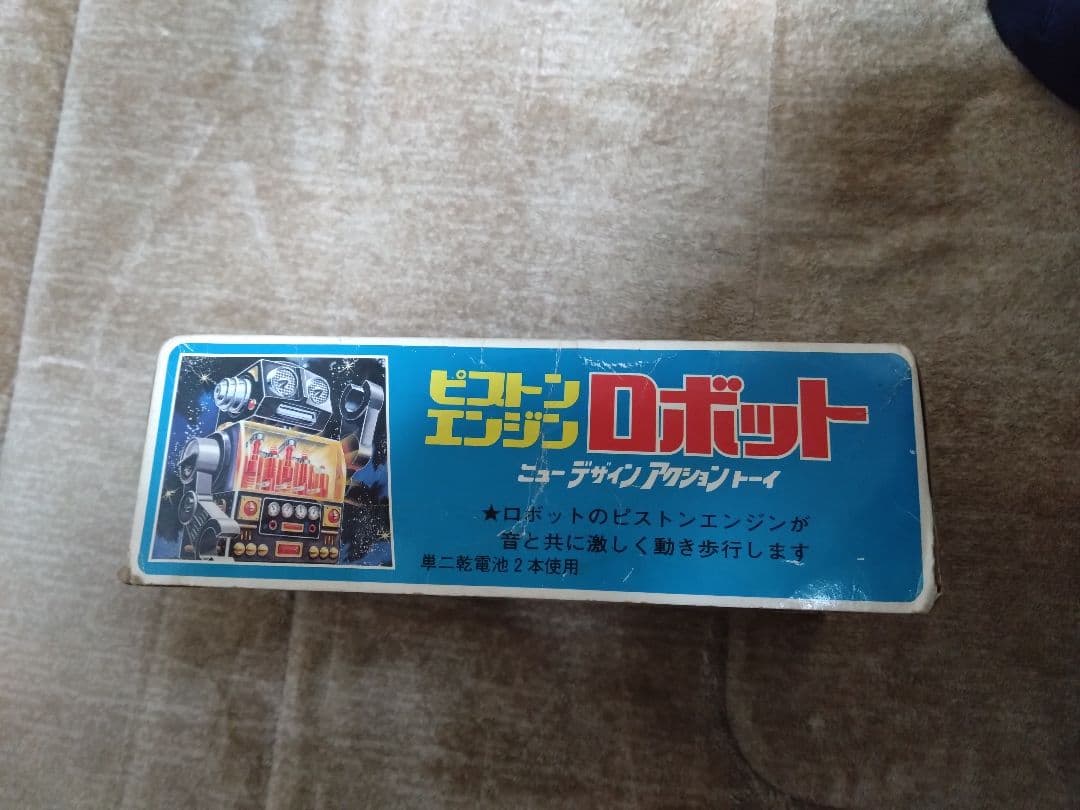 ピストン
エンジン
ロボット
ニューデザインアクショントーイ
★ロボットのピストンエンジンが
音と共に激しく動き歩行します
単二乾電池2本使用